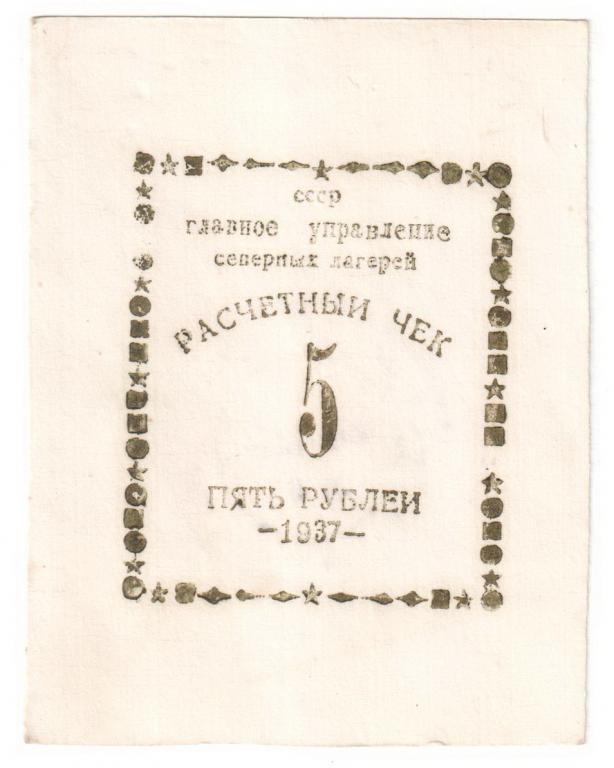 ссср
главное управление
северных лагерей
РАСЧЕТНЫЙ ЧЕК
5
ПЯТЬ РУБЛЕЙ
-1937-